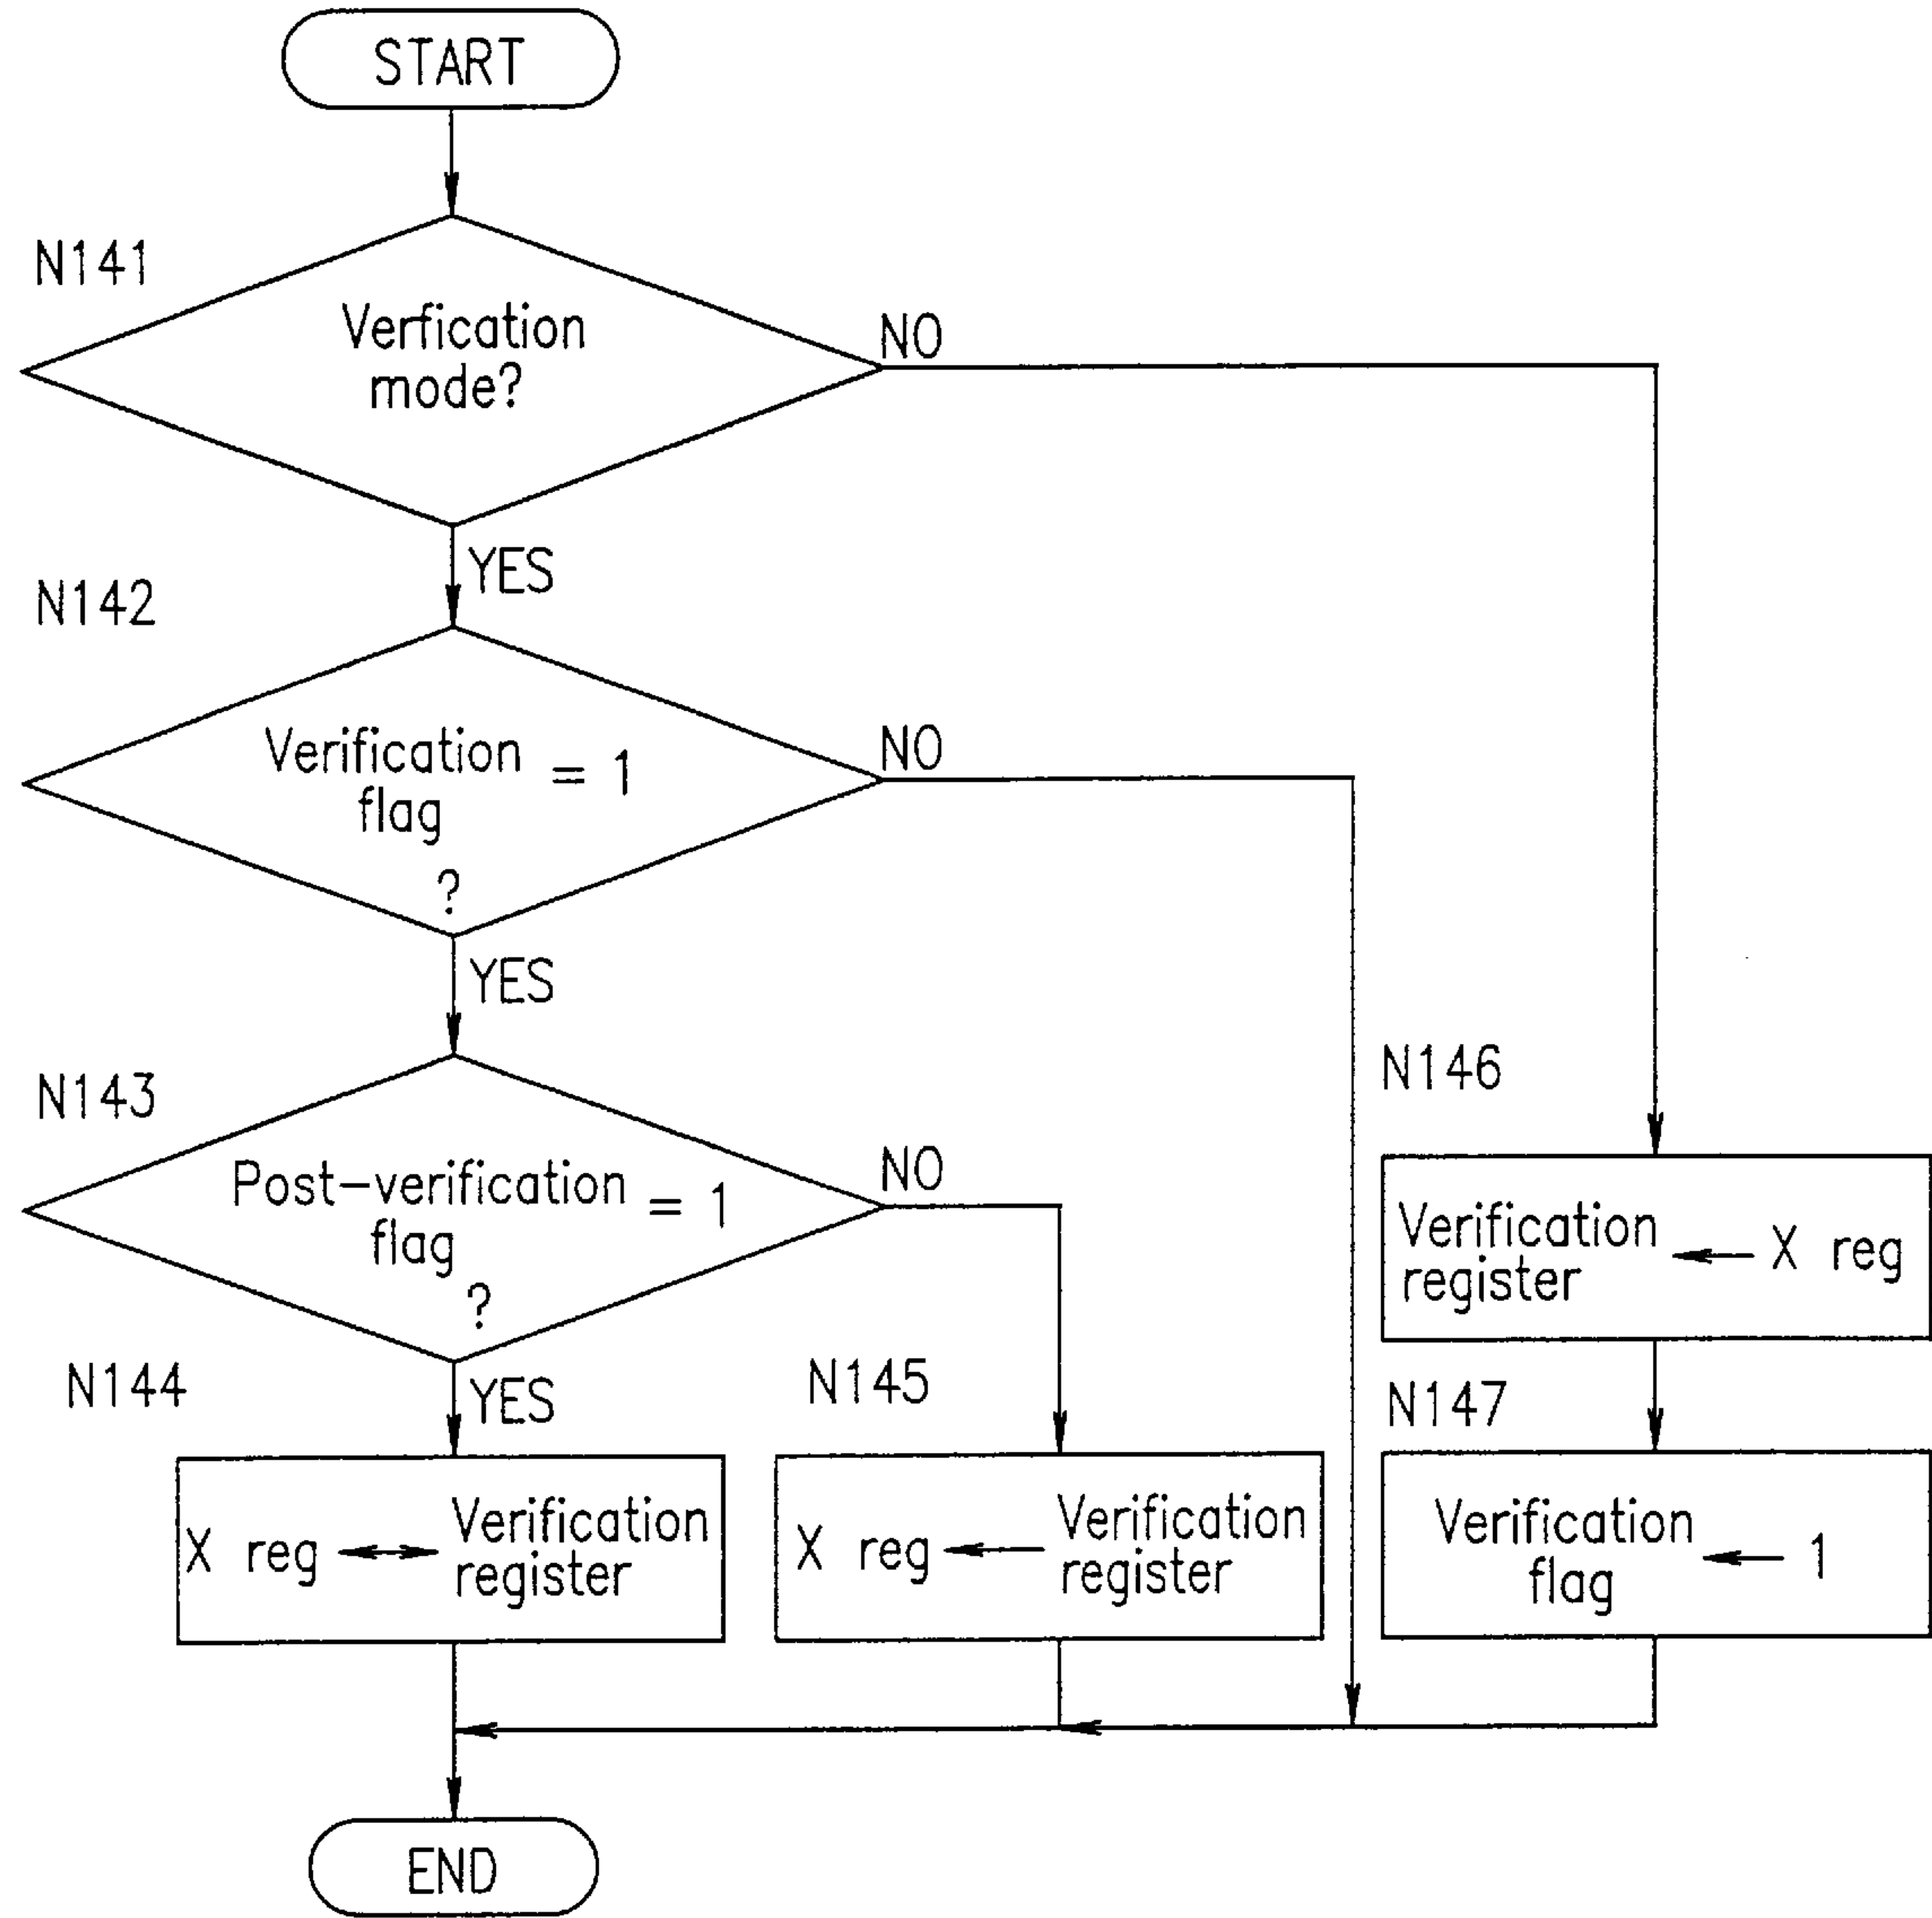 START
N141
Verfication
mode?
NO
YES
N142
Verification = 1
flag
?
NO
YES
N143
Post-verification = 1
flag
?
NO
YES
N144
X reg ↔ Verification
register
N145
X reg ← Verification
register
N146
Verification ← X reg
register
N147
Verification ← 1
flag
END